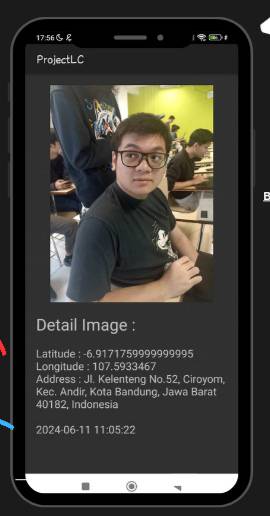 17:56
ProjectLC
Detail Image :
Latitude : -6.9171759999999995
Longitude : 107.5933467
Address : Jl. Kelenteng No.52, Ciroyom,
Kec. Andir, Kota Bandung, Jawa Barat
40182, Indonesia
2024-06-11 11:05:22
B